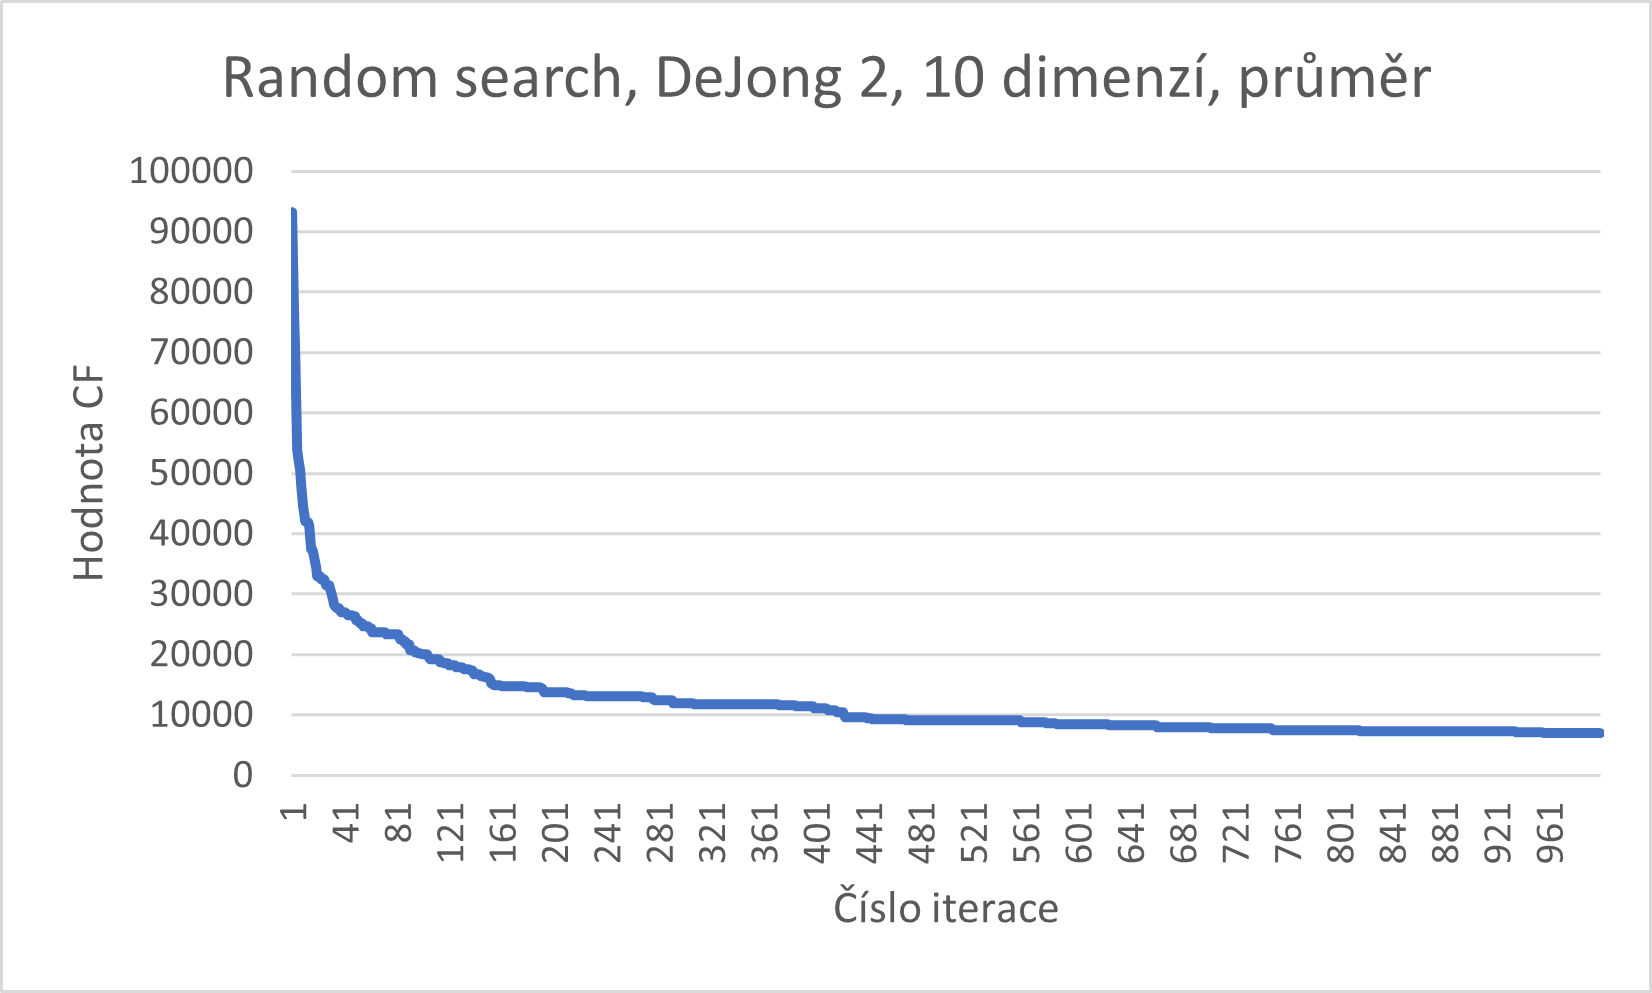 Random search, DeJong 2, 10 dimenzí, průměr
100000
90000
80000
70000
60000
50000
40000
30000
20000
10000
0
Hodnota CF
1 41 81 121 161 201 241 281 321 361 401 441 481 521 561 601 641 681 721 761 801 841 881 921 961
Číslo iterace